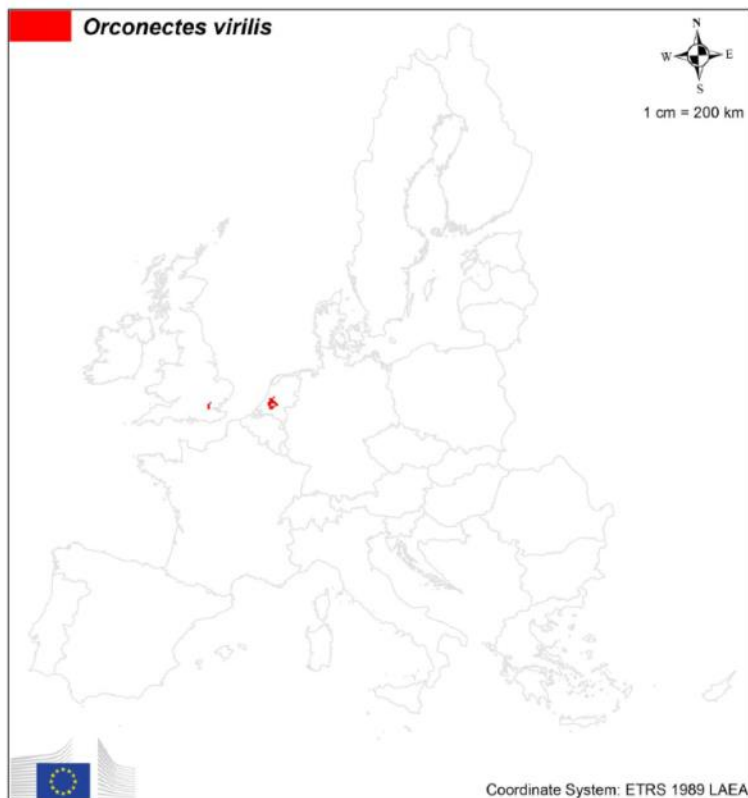 Orconectes virilis
N
W E
S
1 cm = 200 km
Coordinate System: ETRS 1989 LAEA